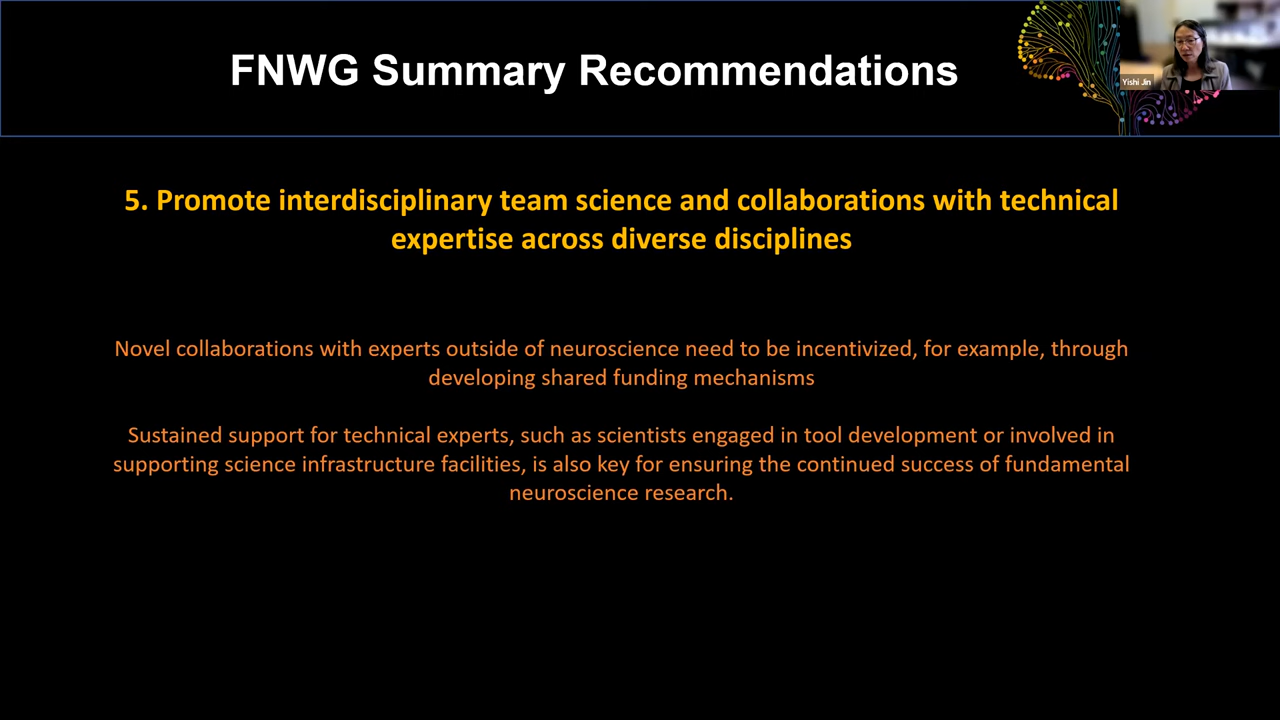 FNWG Summary Recommendations
Yishi Jin
5. Promote interdisciplinary team science and collaborations with technical
expertise across diverse disciplines
Novel collaborations with experts outside of neuroscience need to be incentivized, for example, through
developing shared funding mechanisms
Sustained support for technical experts, such as scientists engaged in tool development or involved in
supporting science infrastructure facilities, is also key for ensuring the continued success of fundamental
neuroscience research.